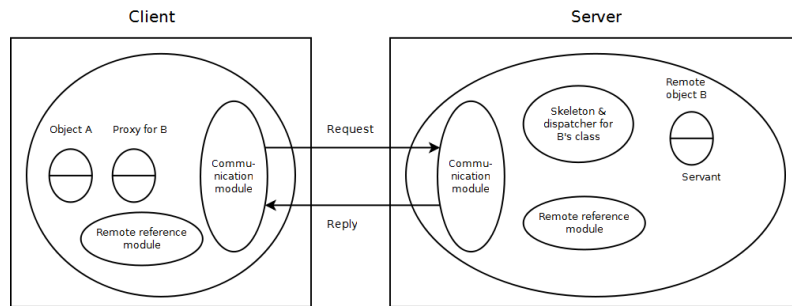 Client
Server
Object A
Proxy for B
Commu-
nication
module
Remote reference
module
Request
Reply
Commu-
nication
module
Skeleton &
dispatcher for
B's class
Remote
object B
Servant
Remote reference
module